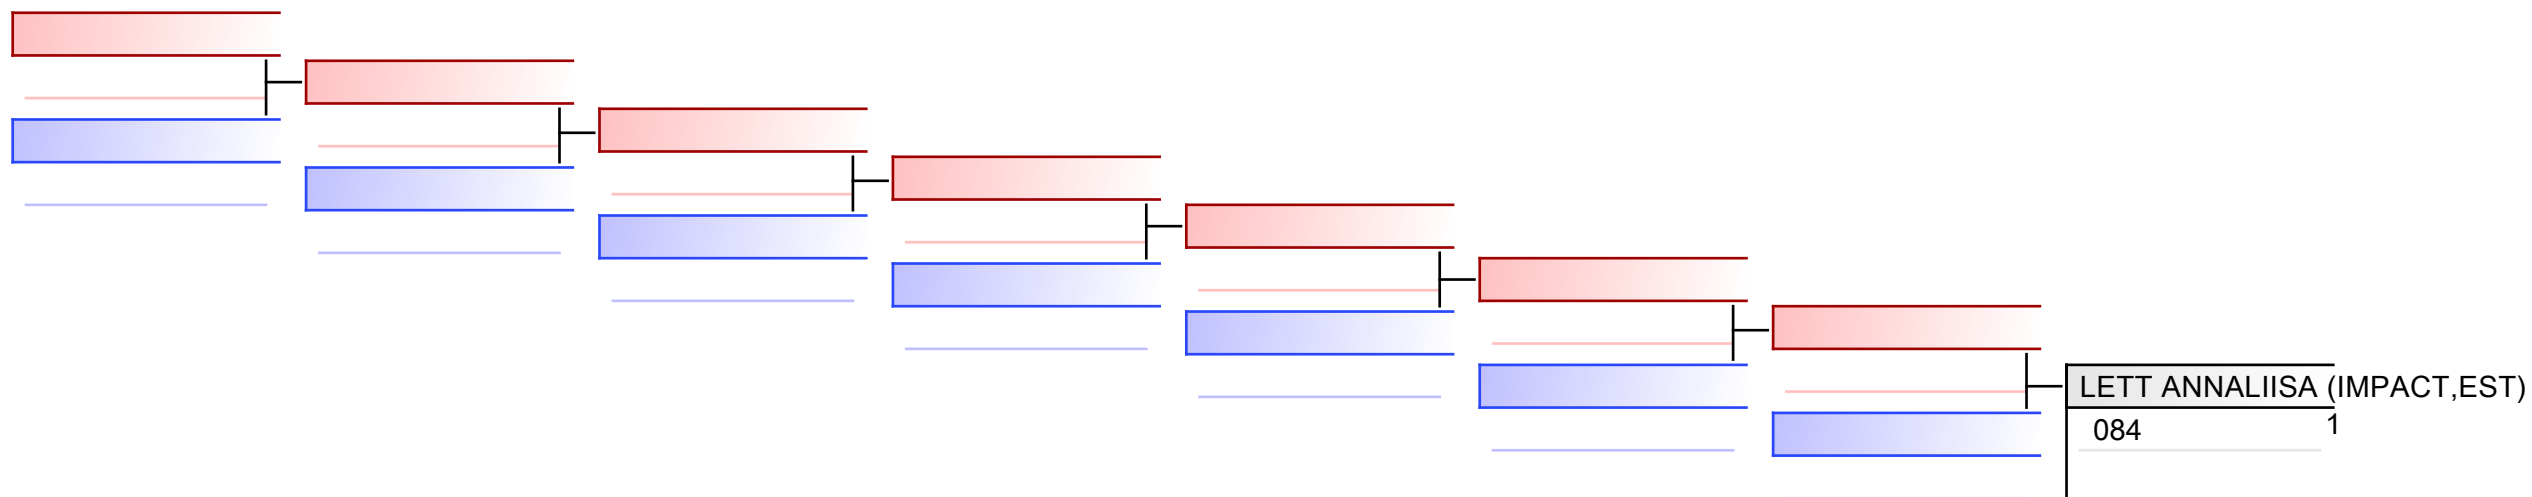 LETT ANNALIISA (IMPACT,EST)
084 1